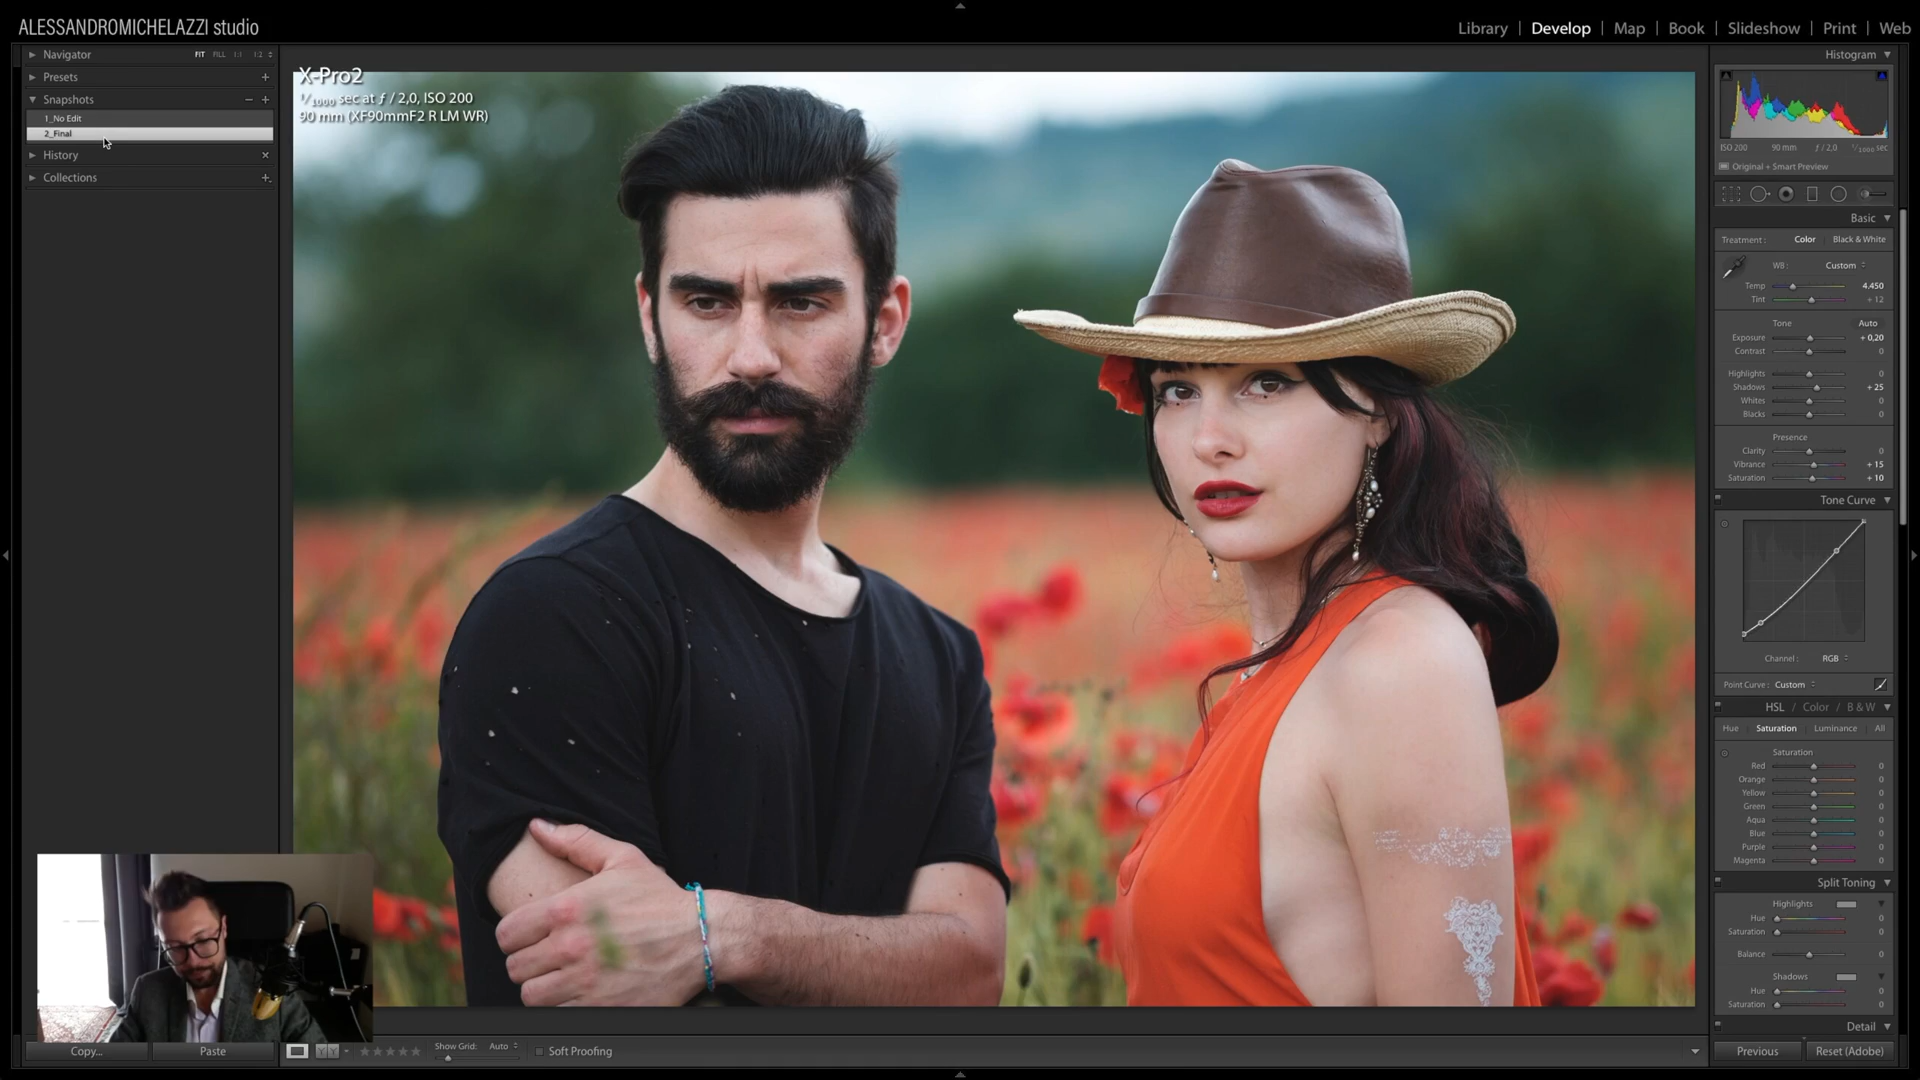 ALESSANDROMICHELAZZI studio
Library | Develop | Map | Book | Slideshow | Print | Web
Navigator FIT FILL 1:1 1:2
Presets
Snapshots
1_No Edit
2_Final
History
Collections
X-Pro2
1/1000 sec at ƒ / 2,0, ISO 200
90 mm (XF90mmF2 R LM WR)
Histogram
ISO 200 90 mm ƒ / 2,0 1/1000 sec
Original + Smart Preview
Basic
Treatment : Color Black & White
WB : Custom
Temp 4.450
Tint + 12
Tone Auto
Exposure + 0,20
Contrast 0
Highlights 0
Shadows + 25
Whites 0
Blacks 0
Presence
Clarity 0
Vibrance + 15
Saturation + 10
Tone Curve
Channel : RGB
Point Curve : Custom
HSL / Color / B & W
Hue Saturation Luminance All
Saturation
Red 0
Orange 0
Yellow 0
Green 0
Aqua 0
Blue 0
Purple 0
Magenta 0
Split Toning
Highlights
Hue 0
Saturation 0
Balance 0
Shadows
Hue 0
Saturation 0
Detail
Copy... Paste
Show Grid: Auto
Soft Proofing
Previous Reset (Adobe)